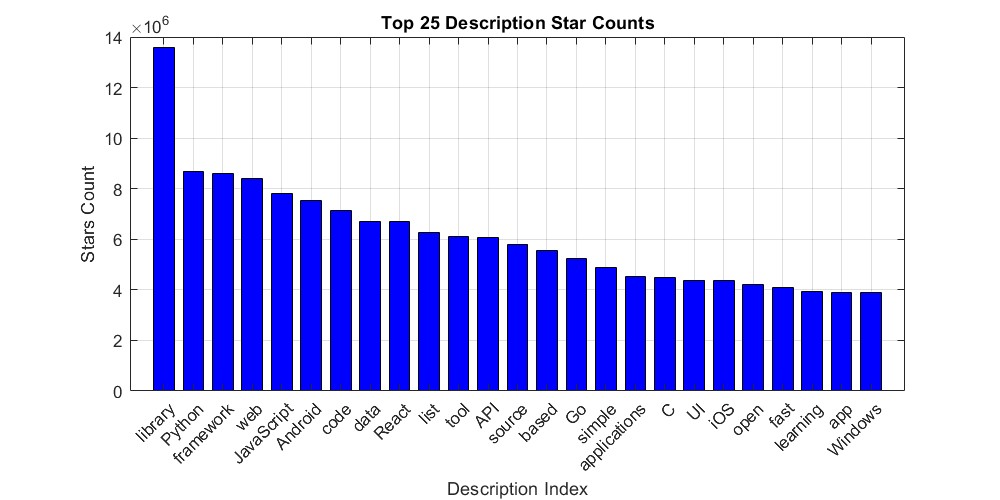 Top 25 Description Star Counts
×10⁶
14
12
10
8
6
4
2
0
Stars Count
library
Python
framework
web
JavaScript
Android
code
data
React
list
tool
API
source
based
Go
simple
applications
C
UI
iOS
open
fast
learning
app
Windows
Description Index